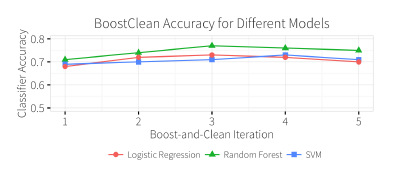 BoostClean Accuracy for Different Models
Classifier Accuracy
0.8
0.7
0.6
0.5
1 2 3 4 5
Boost-and-Clean Iteration
Logistic Regression Random Forest SVM